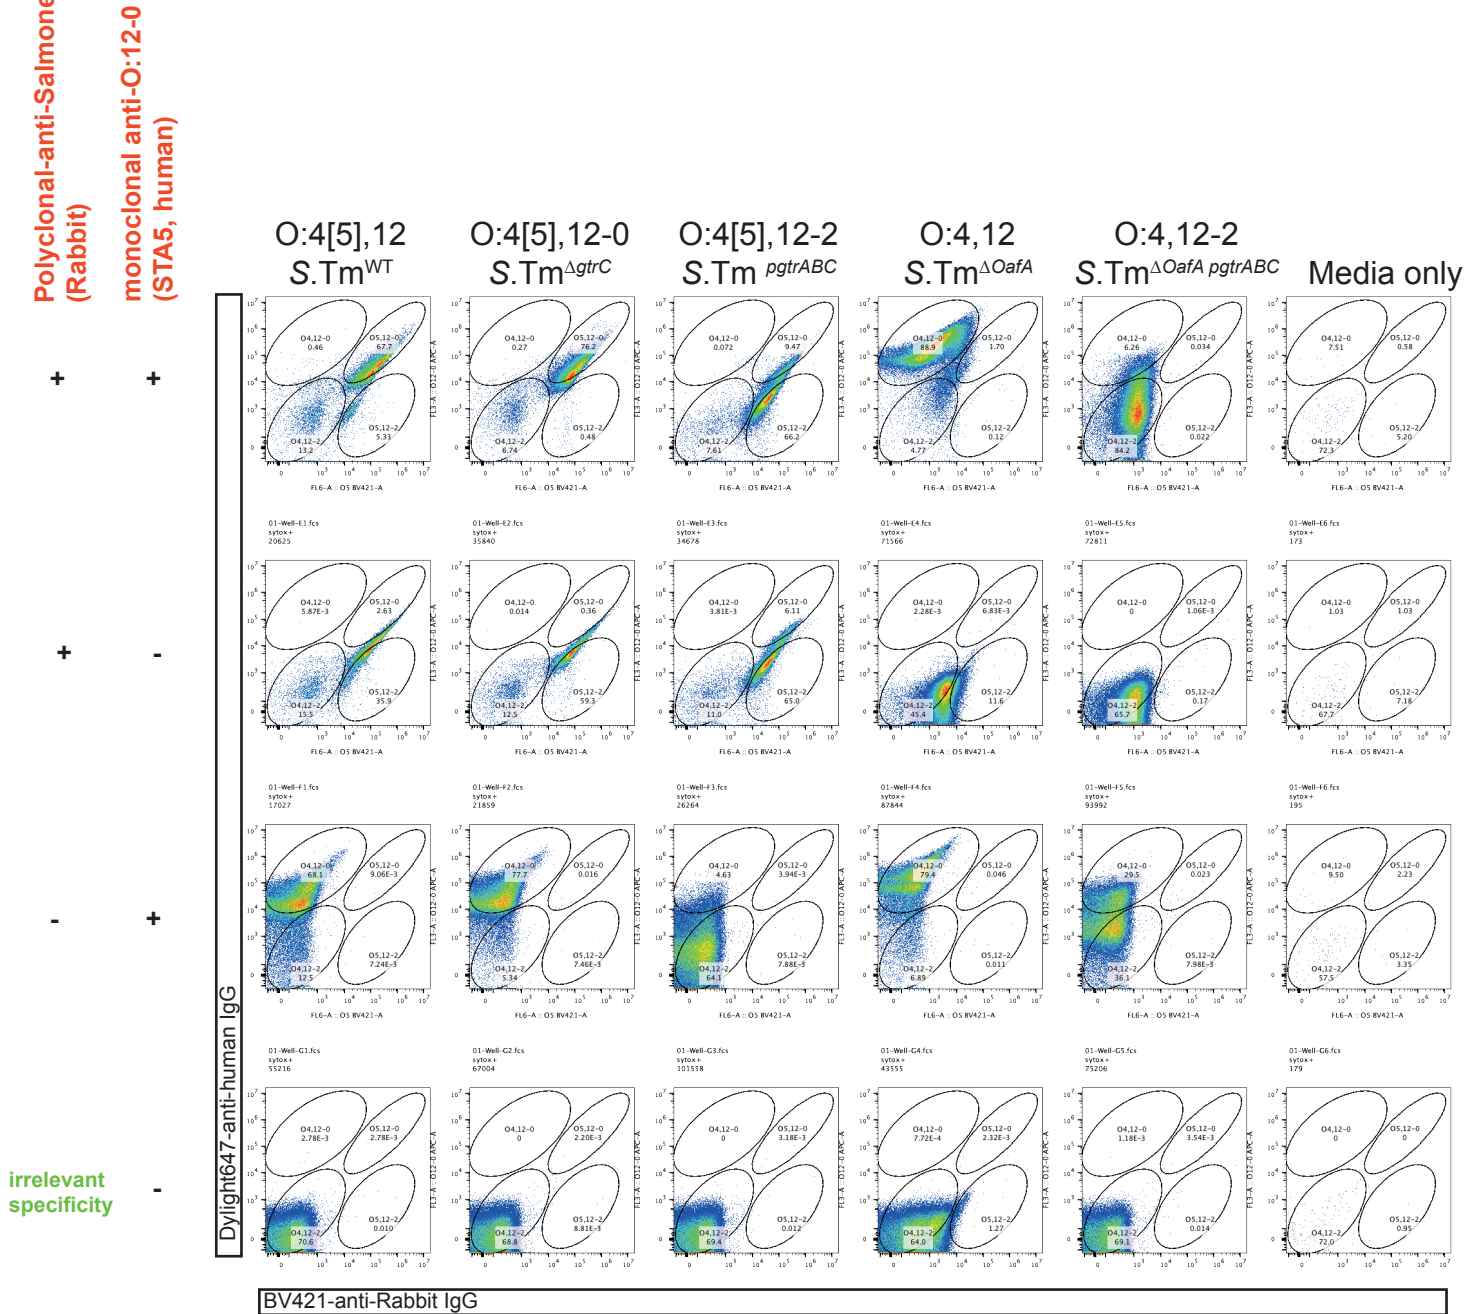 Polyclonal-anti-Salmone
(Rabbit)
monoclonal anti-O:12-0
(STA5, human)
O:4[5],12
S.Tm^WT
O:4[5],12-0
S.Tm^ΔgtrC
O:4[5],12-2
S.Tm ^pgtrABC
O:4,12
S.Tm^ΔOafA
O:4,12-2
S.Tm^ΔOafA pgtrABC
Media only
+
+
O4,12-0
0.46
O5,12-0
67.7
O4,12-2
13.2
O5,12-2
5.33
O4,12-0
0.27
O5,12-0
76.2
O4,12-2
6.74
O5,12-2
0.48
O4,12-0
0.072
O5,12-0
9.47
O4,12-2
7.61
O5,12-2
66.2
O4,12-0
88.9
O5,12-0
1.70
O4,12-2
4.77
O5,12-2
0.12
O4,12-0
6.26
O5,12-0
0.034
O4,12-2
84.2
O5,12-2
0.022
O4,12-0
7.51
O5,12-0
0.58
O4,12-2
72.3
O5,12-2
5.20
FL3-A :: O12-0 APC-A
FL6-A :: O5 BV421-A
01-Well-E1.fcs
sytox+
20625
01-Well-E2.fcs
sytox+
35840
01-Well-E3.fcs
sytox+
34678
01-Well-E4.fcs
sytox+
71566
01-Well-E5.fcs
sytox+
72811
01-Well-E6.fcs
sytox+
173
+
-
O4,12-0
5.87E-3
O5,12-0
2.63
O4,12-2
15.5
O5,12-2
35.9
O4,12-0
0.014
O5,12-0
0.36
O4,12-2
12.5
O5,12-2
59.3
O4,12-0
3.81E-3
O5,12-0
6.11
O4,12-2
11.0
O5,12-2
65.0
O4,12-0
2.28E-3
O5,12-0
6.83E-3
O4,12-2
45.4
O5,12-2
11.6
O4,12-0
0
O5,12-0
1.06E-3
O4,12-2
65.7
O5,12-2
0.17
O4,12-0
1.03
O5,12-0
1.03
O4,12-2
67.7
O5,12-2
7.18
FL6-A :: O5 BV421-A
01-Well-F1.fcs
sytox+
17027
01-Well-F2.fcs
sytox+
21859
01-Well-F3.fcs
sytox+
26264
01-Well-F4.fcs
sytox+
87844
01-Well-F5.fcs
sytox+
93992
01-Well-F6.fcs
sytox+
195
-
+
O4,12-0
68.1
O5,12-0
9.06E-3
O4,12-2
12.5
O5,12-2
7.24E-3
O4,12-0
77.7
O5,12-0
0.016
O4,12-2
5.34
O5,12-2
7.46E-3
O4,12-0
4.63
O5,12-0
3.94E-3
O4,12-2
64.1
O5,12-2
7.88E-3
O4,12-0
79.4
O5,12-0
0.046
O4,12-2
6.89
O5,12-2
0.011
O4,12-0
29.5
O5,12-0
0.023
O4,12-2
36.1
O5,12-2
7.98E-3
O4,12-0
9.50
O5,12-0
2.23
O4,12-2
57.5
O5,12-2
3.35
FL6-A :: O5 BV421-A
01-Well-G1.fcs
sytox+
55216
01-Well-G2.fcs
sytox+
67004
01-Well-G3.fcs
sytox+
101558
01-Well-G4.fcs
sytox+
43555
01-Well-G5.fcs
sytox+
75206
01-Well-G6.fcs
sytox+
179
irrelevant
specificity
-
O4,12-0
2.78E-3
O5,12-0
2.78E-3
O4,12-2
70.6
O5,12-2
0.010
O4,12-0
0
O5,12-0
2.20E-3
O4,12-2
68.8
O5,12-2
8.81E-3
O4,12-0
0
O5,12-0
3.18E-3
O4,12-2
69.4
O5,12-2
0.012
O4,12-0
7.72E-4
O5,12-0
2.32E-3
O4,12-2
64.0
O5,12-2
1.27
O4,12-0
1.18E-3
O5,12-0
3.54E-3
O4,12-2
69.1
O5,12-2
0.014
O4,12-0
0
O5,12-0
0
O4,12-2
72.0
O5,12-2
0.95
Dylight647-anti-human IgG
BV421-anti-Rabbit IgG